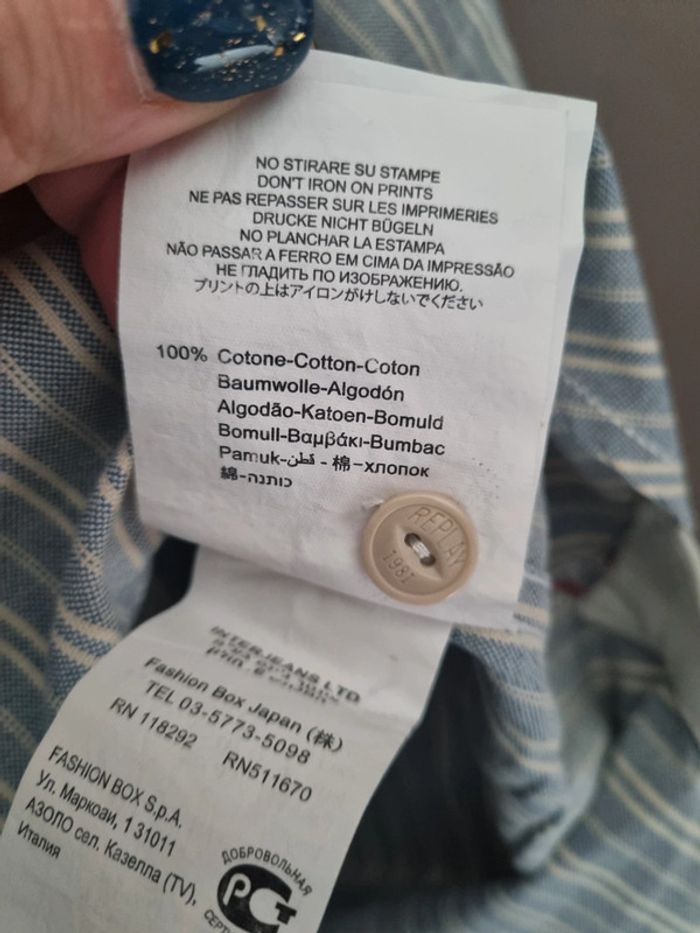 NO STIRARE SU STAMPE
DON'T IRON ON PRINTS
NE PAS REPASSER SUR LES IMPRIMERIES
DRUCKE NICHT BÜGELN
NO PLANCHAR LA ESTAMPA
NÃO PASSAR A FERRO EM CIMA DA IMPRESSÃO
НЕ ГЛАДИТЬ ПО ИЗОБРАЖЕНИЮ.
プリントの上はアイロンがけしないでください
100% Cotone-Cotton-Coton
Baumwolle-Algodón
Algodão-Katoen-Bomuld
Bomull-Βαμβάκι-Bumbac
Pamuk-قطن - 棉-хлопок
綿-כותנה
REPLAY
1981
INTERJEANS LTD
Fashion Box Japan (株)
TEL 03-5773-5098
RN 118292 RN511670
FASHION BOX S.p.A.
Ул. Маркоаи, 1 31011
АЗОЛО сел. Казелла (TV),
Италия
ДОБРОВОЛЬНАЯ
РСТ